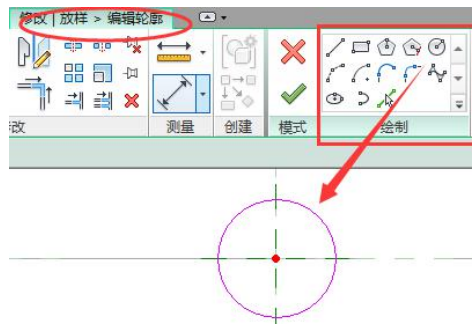 修改 | 放样 > 编辑轮廓
改
测量
创建
模式
绘制